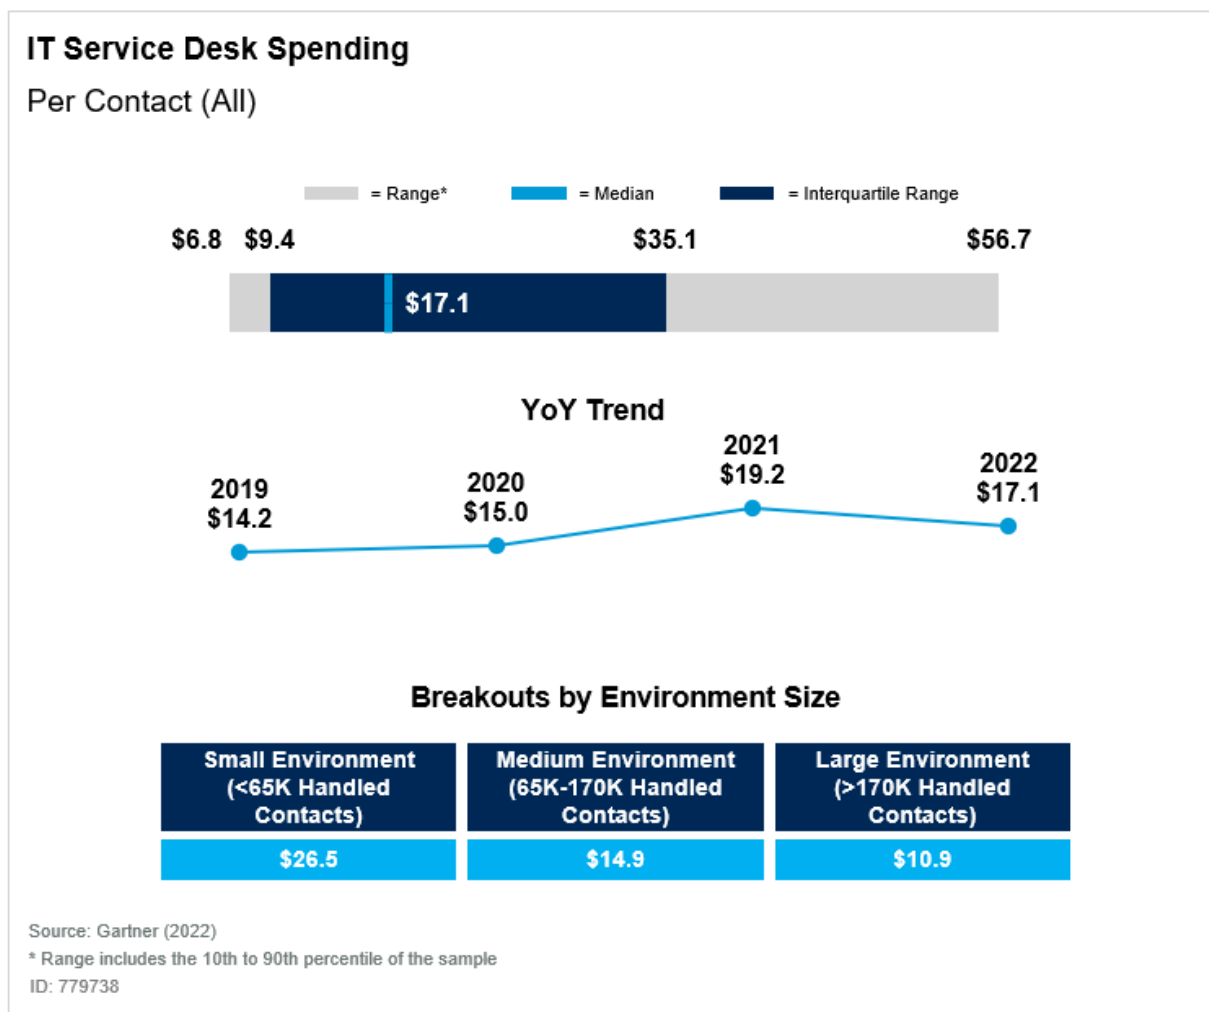 IT Service Desk Spending
Per Contact (All)
= Range* = Median = Interquartile Range
$6.8 $9.4 $35.1 $56.7
$17.1
YoY Trend
2019
$14.2
2020
$15.0
2021
$19.2
2022
$17.1
Breakouts by Environment Size
Small Environment
(<65K Handled
Contacts)
$26.5
Medium Environment
(65K-170K Handled
Contacts)
$14.9
Large Environment
(>170K Handled
Contacts)
$10.9
Source: Gartner (2022)
* Range includes the 10th to 90th percentile of the sample
ID: 779738